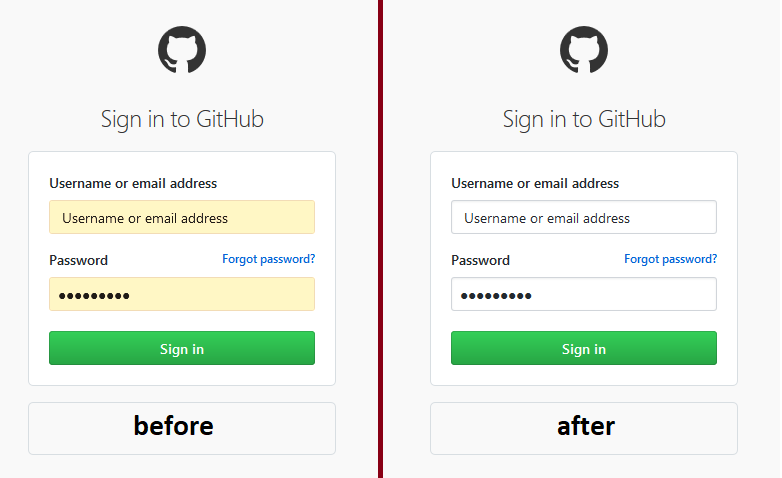 Sign in to GitHub
Username or email address
Username or email address
Password Forgot password?
●●●●●●●●●
Sign in
before
Sign in to GitHub
Username or email address
Username or email address
Password Forgot password?
●●●●●●●●●
Sign in
after